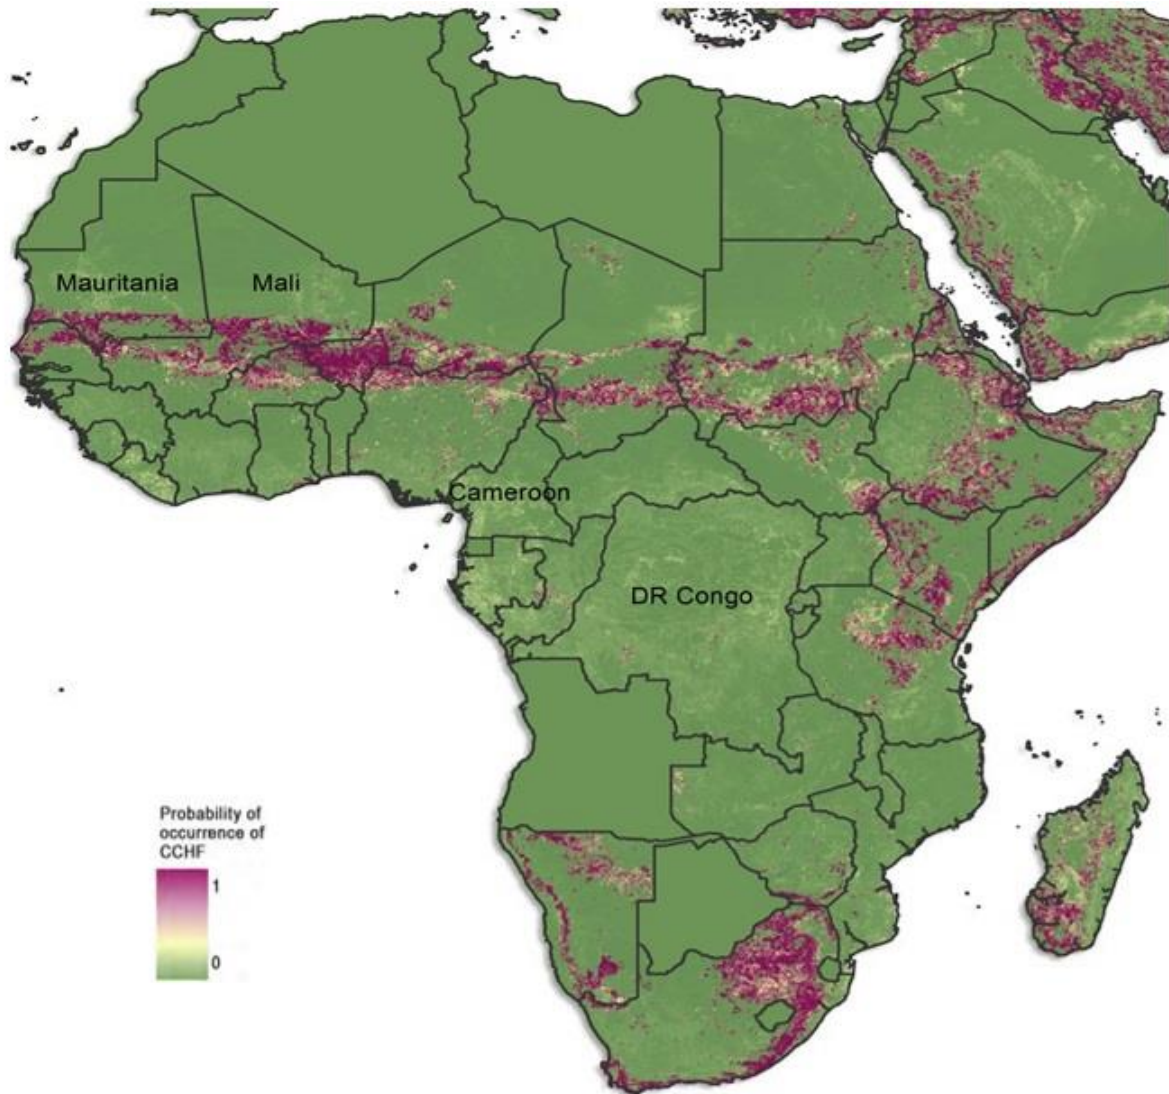 Mauritania
Mali
Cameroon
DR Congo
Probability of
occurrence of
CCHF
1
0